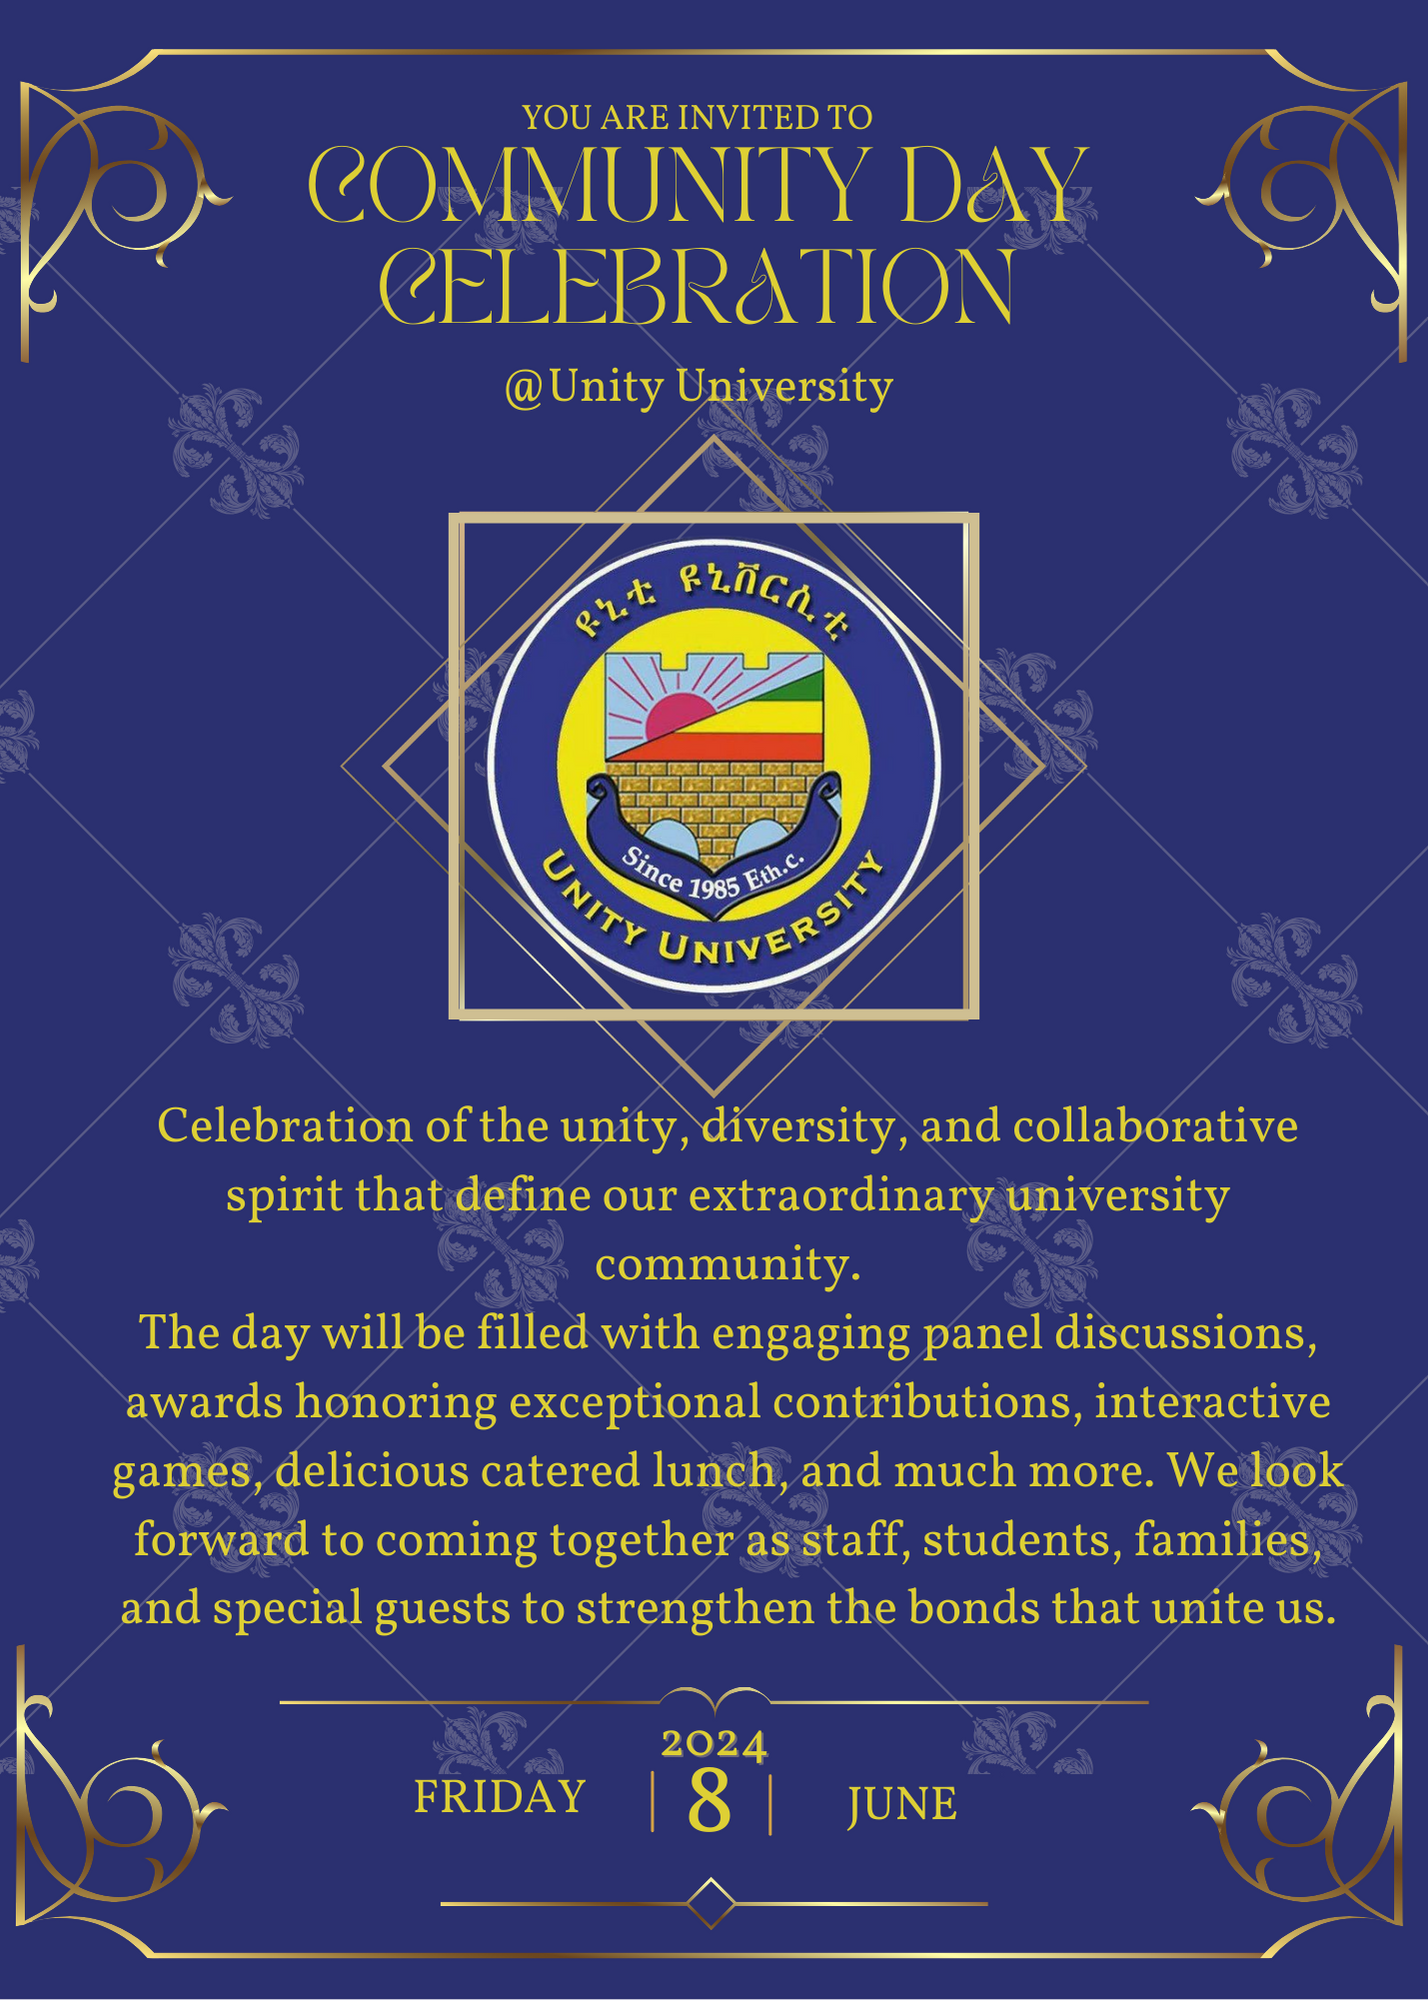 YOU ARE INVITED TO
COMMUNITY DAY
CELEBRATION
@Unity University
ዩኒቲ ዩኒቨርሲቲ
Since 1985 Eth.c.
UNITY UNIVERSITY
Celebration of the unity, diversity, and collaborative
spirit that define our extraordinary university
community.
The day will be filled with engaging panel discussions,
awards honoring exceptional contributions, interactive
games, delicious catered lunch, and much more. We look
forward to coming together as staff, students, families,
and special guests to strengthen the bonds that unite us.
2024
FRIDAY | 8 | JUNE